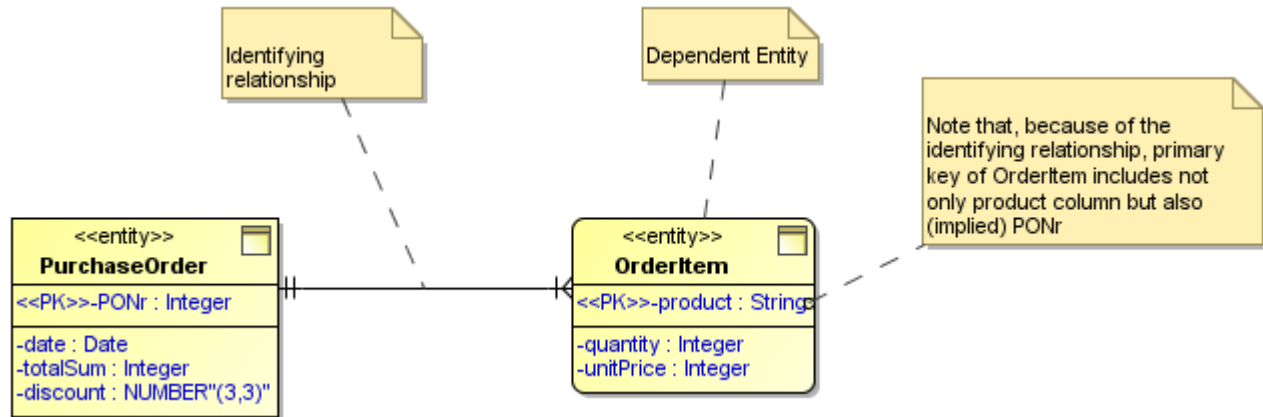 Identifying
relationship
Dependent Entity
Note that, because of the
identifying relationship, primary
key of OrderItem includes not
only product column but also
(implied) PONr
<<entity>>
PurchaseOrder
<<PK>>-PONr : Integer
-date : Date
-totalSum : Integer
-discount : NUMBER"(3,3)"
<<entity>>
OrderItem
<<PK>>-product : String
-quantity : Integer
-unitPrice : Integer